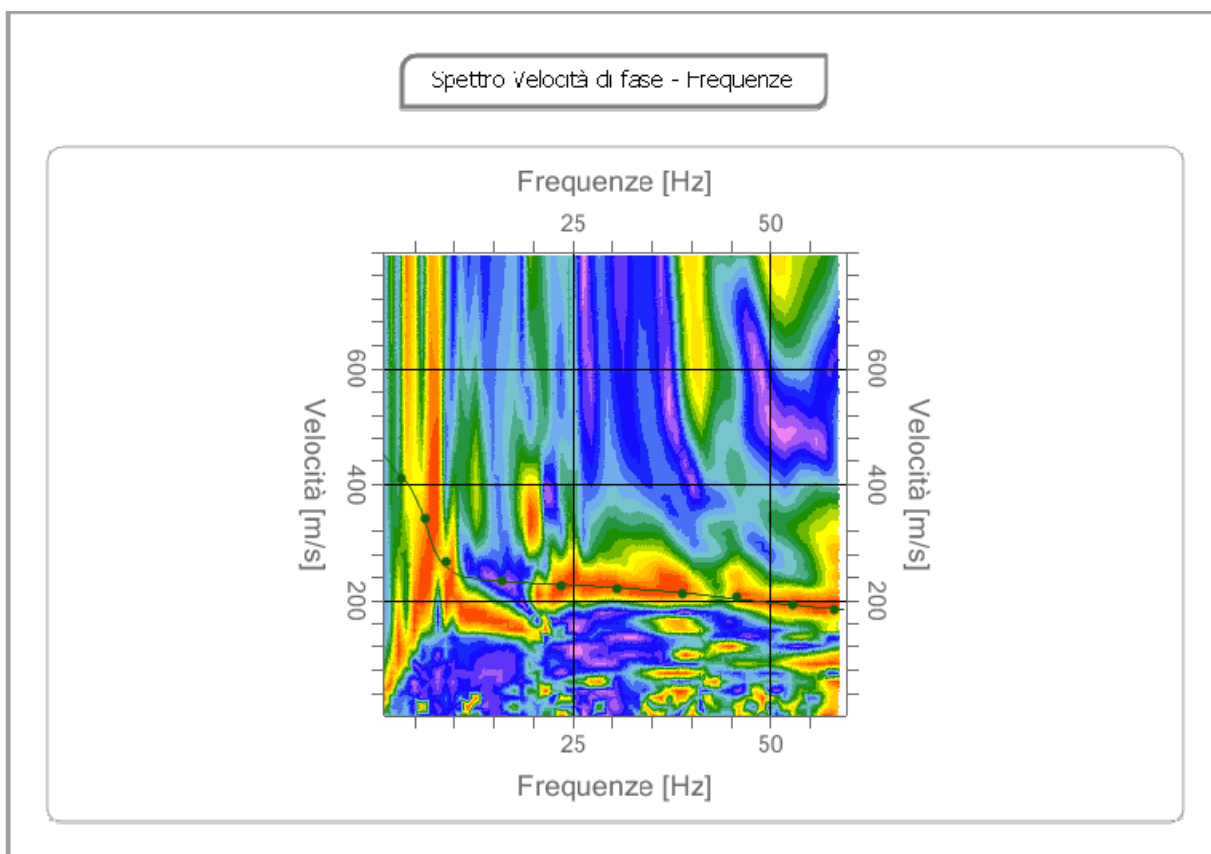 Spettro Velocità di fase - Frequenze
Frequenze [Hz]
25 50
600 600
Velocità [m/s] Velocità [m/s]
400 400
200 200
25 50
Frequenze [Hz]